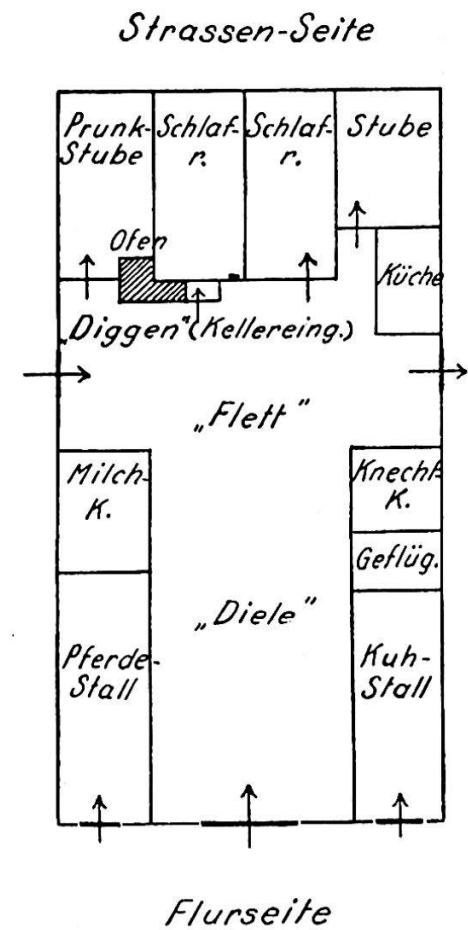 Strassen-Seite
Prunk-
Stube
Schlaf-
r.
Schlaf-
r.
Stube
Ofen
Küche
„Diggen" (Kellereing.)
„Flett"
Milch-
K.
Knecht-
K.
Geflüg.
„Diele"
Pferde-
Stall
Kuh-
Stall
Flurseite